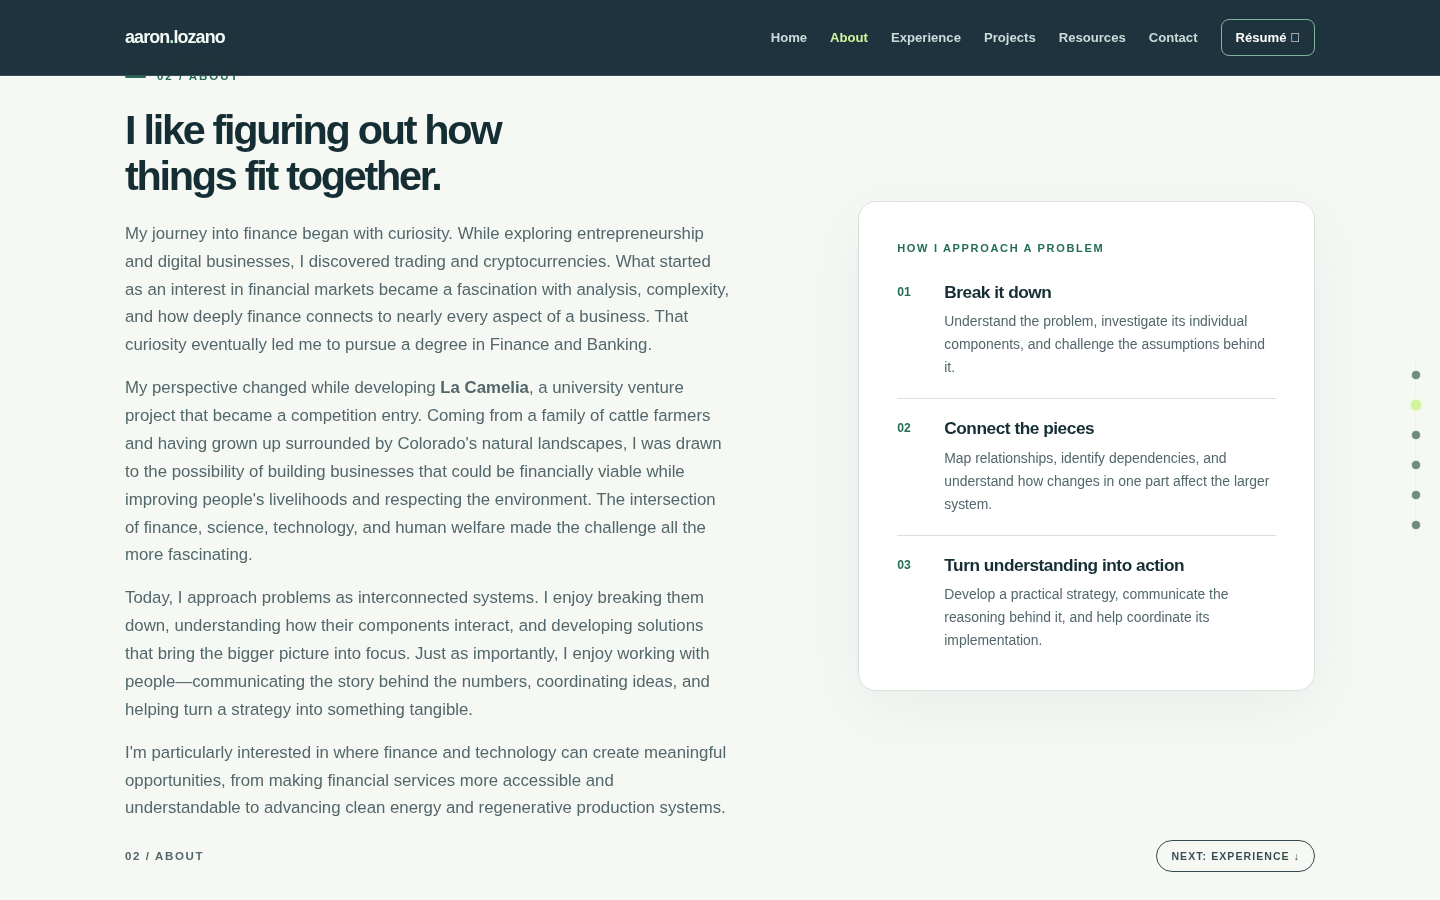 aaron.lozano
Home About Experience Projects Resources Contact Résumé
02 / ABOUT
I like figuring out how
things fit together.
My journey into finance began with curiosity. While exploring entrepreneurship
and digital businesses, I discovered trading and cryptocurrencies. What started
as an interest in financial markets became a fascination with analysis, complexity,
and how deeply finance connects to nearly every aspect of a business. That
curiosity eventually led me to pursue a degree in Finance and Banking.
My perspective changed while developing La Camelia, a university venture
project that became a competition entry. Coming from a family of cattle farmers
and having grown up surrounded by Colorado's natural landscapes, I was drawn
to the possibility of building businesses that could be financially viable while
improving people's livelihoods and respecting the environment. The intersection
of finance, science, technology, and human welfare made the challenge all the
more fascinating.
Today, I approach problems as interconnected systems. I enjoy breaking them
down, understanding how their components interact, and developing solutions
that bring the bigger picture into focus. Just as importantly, I enjoy working with
people—communicating the story behind the numbers, coordinating ideas, and
helping turn a strategy into something tangible.
I'm particularly interested in where finance and technology can create meaningful
opportunities, from making financial services more accessible and
understandable to advancing clean energy and regenerative production systems.
HOW I APPROACH A PROBLEM
01 Break it down
Understand the problem, investigate its individual
components, and challenge the assumptions behind
it.
02 Connect the pieces
Map relationships, identify dependencies, and
understand how changes in one part affect the larger
system.
03 Turn understanding into action
Develop a practical strategy, communicate the
reasoning behind it, and help coordinate its
implementation.
02 / ABOUT
NEXT: EXPERIENCE ↓